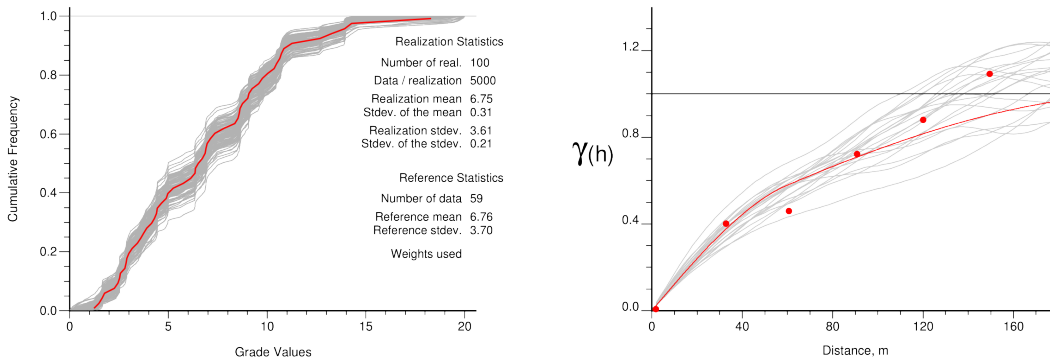 Cumulative Frequency
1.0
0.8
0.6
0.4
0.2
0.0
0
5
10
15
20
Grade Values
Realization Statistics
Number of real. 100
Data / realization 5000
Realization mean 6.75
Stdev. of the mean 0.31
Realization stdev. 3.61
Stdev. of the stdev. 0.21
Reference Statistics
Number of data 59
Reference mean 6.76
Reference stdev. 3.70
Weights used
γ(h)
1.2
0.8
0.4
0.0
0
40
80
120
160
Distance, m